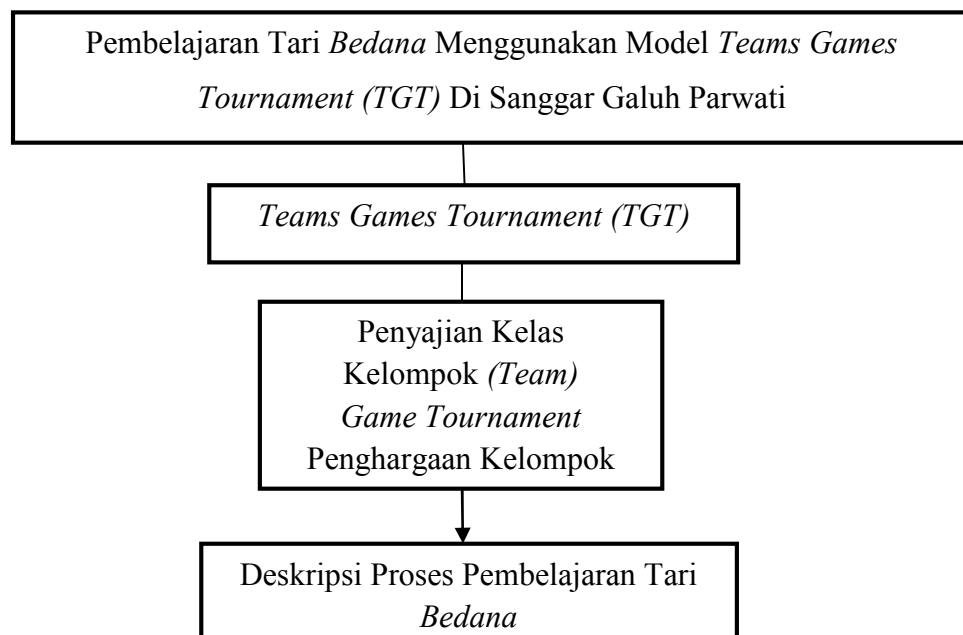 Pembelajaran Tari Bedana Menggunakan Model Teams Games
Tournament (TGT) Di Sanggar Galuh Parwati
Teams Games Tournament (TGT)
Penyajian Kelas
Kelompok (Team)
Game Tournament
Penghargaan Kelompok
Deskripsi Proses Pembelajaran Tari
Bedana